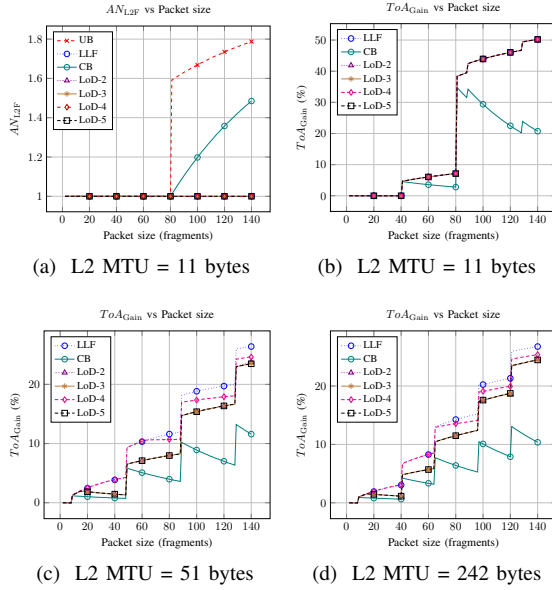 AN_L2F vs Packet size
AN_L2F
1.8
1.6
1.4
1.2
1
UB
LLF
CB
LoD-2
LoD-3
LoD-4
LoD-5
0 20 40 60 80 100 120 140
Packet size (fragments)
(a) L2 MTU = 11 bytes
ToA_Gain vs Packet size
ToA_Gain (%)
50
40
30
20
10
0
LLF
CB
LoD-2
LoD-3
LoD-4
LoD-5
0 20 40 60 80 100 120 140
Packet size (fragments)
(b) L2 MTU = 11 bytes
ToA_Gain vs Packet size
ToA_Gain (%)
20
10
0
LLF
CB
LoD-2
LoD-3
LoD-4
LoD-5
0 20 40 60 80 100 120 140
Packet size (fragments)
(c) L2 MTU = 51 bytes
ToA_Gain vs Packet size
ToA_Gain (%)
20
10
0
LLF
CB
LoD-2
LoD-3
LoD-4
LoD-5
0 20 40 60 80 100 120 140
Packet size (fragments)
(d) L2 MTU = 242 bytes